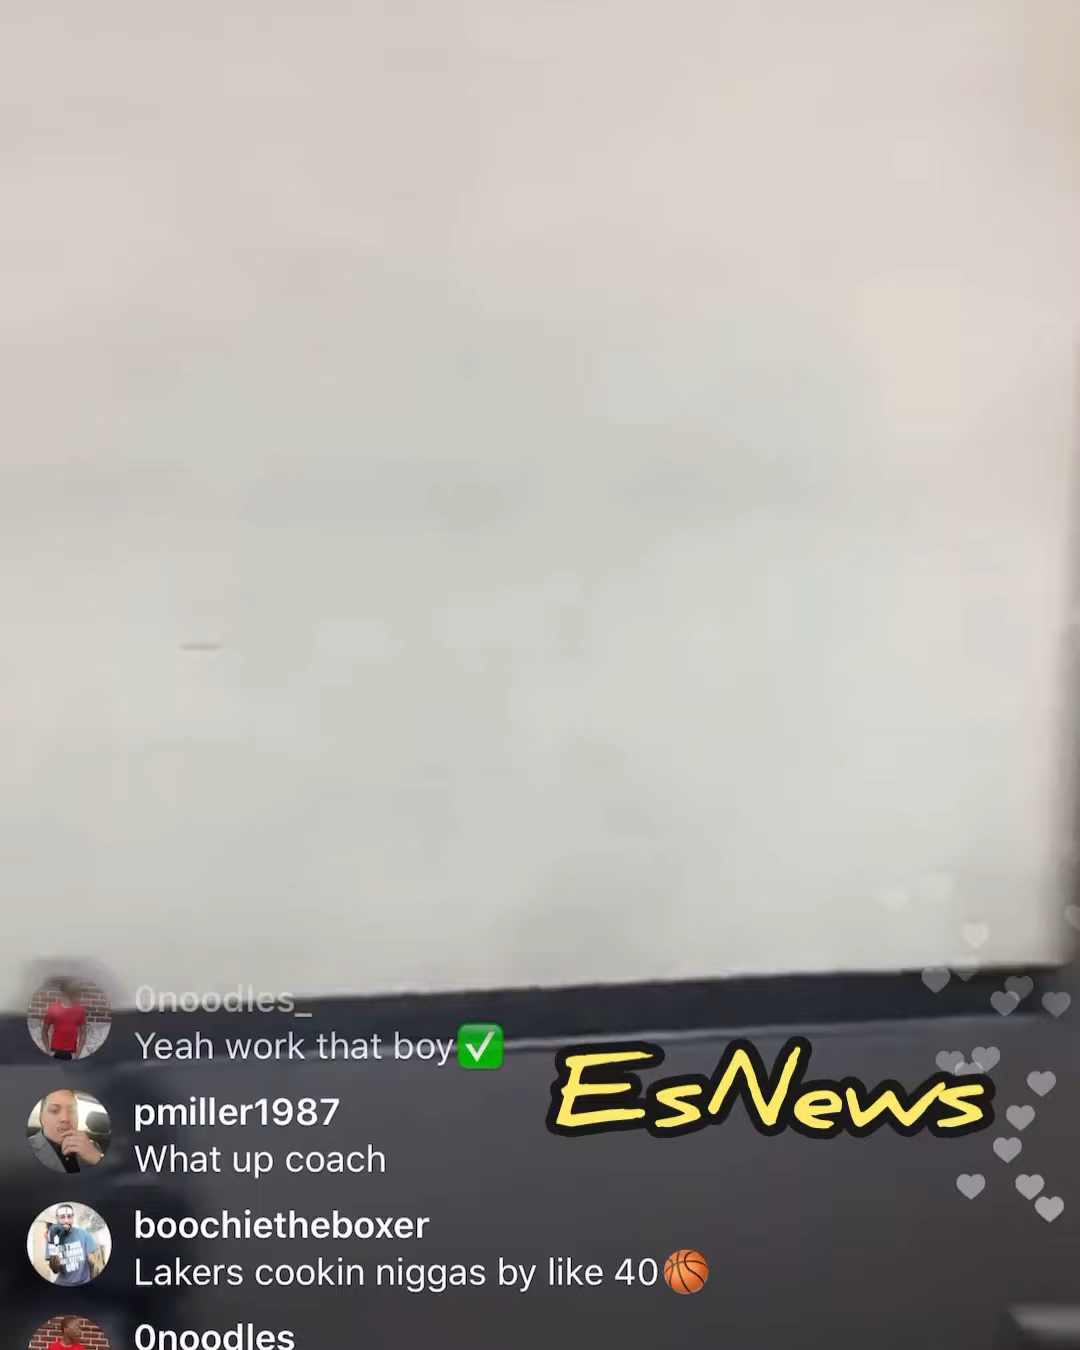 0noodles_
Yeah work that boy✅
EsNews
pmiller1987
What up coach
boochietheboxer
Lakers cookin niggas by like 40🏀
0noodles